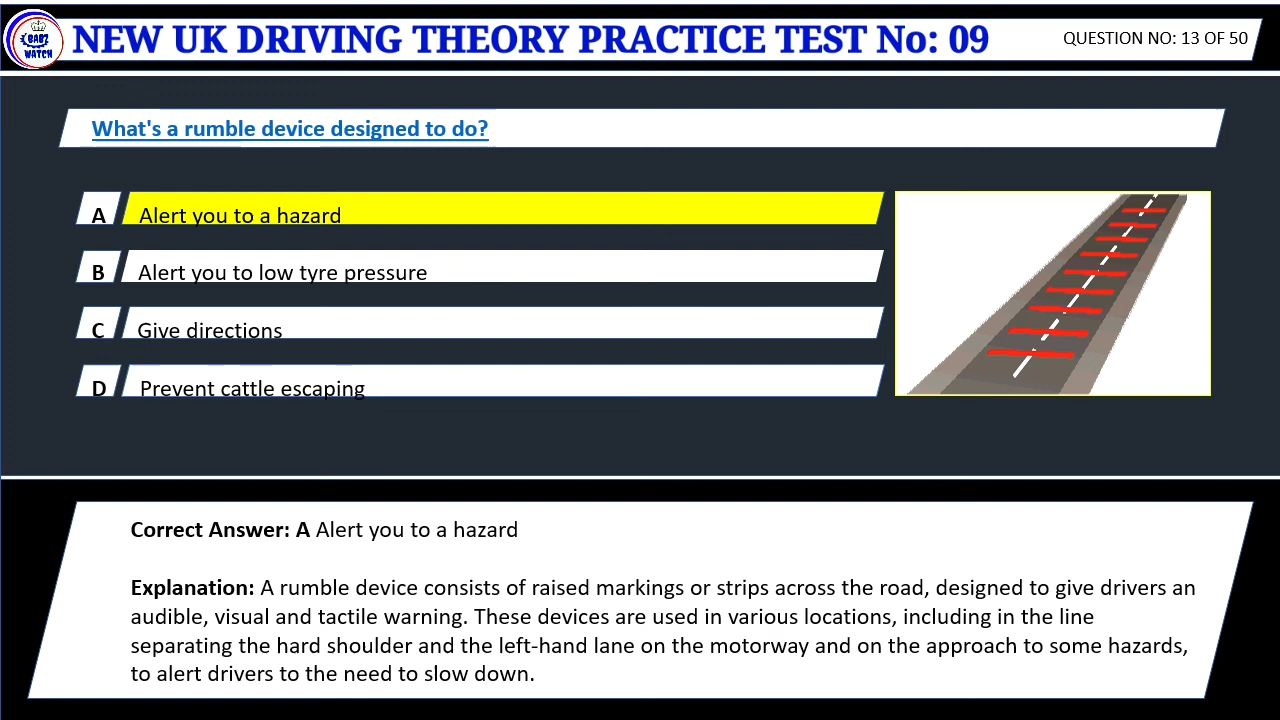 BABZ
WATCH
NEW UK DRIVING THEORY PRACTICE TEST No: 09
QUESTION NO: 13 OF 50
What's a rumble device designed to do?
A Alert you to a hazard
B Alert you to low tyre pressure
C Give directions
D Prevent cattle escaping
Correct Answer: A Alert you to a hazard
Explanation: A rumble device consists of raised markings or strips across the road, designed to give drivers an
audible, visual and tactile warning. These devices are used in various locations, including in the line
separating the hard shoulder and the left-hand lane on the motorway and on the approach to some hazards,
to alert drivers to the need to slow down.